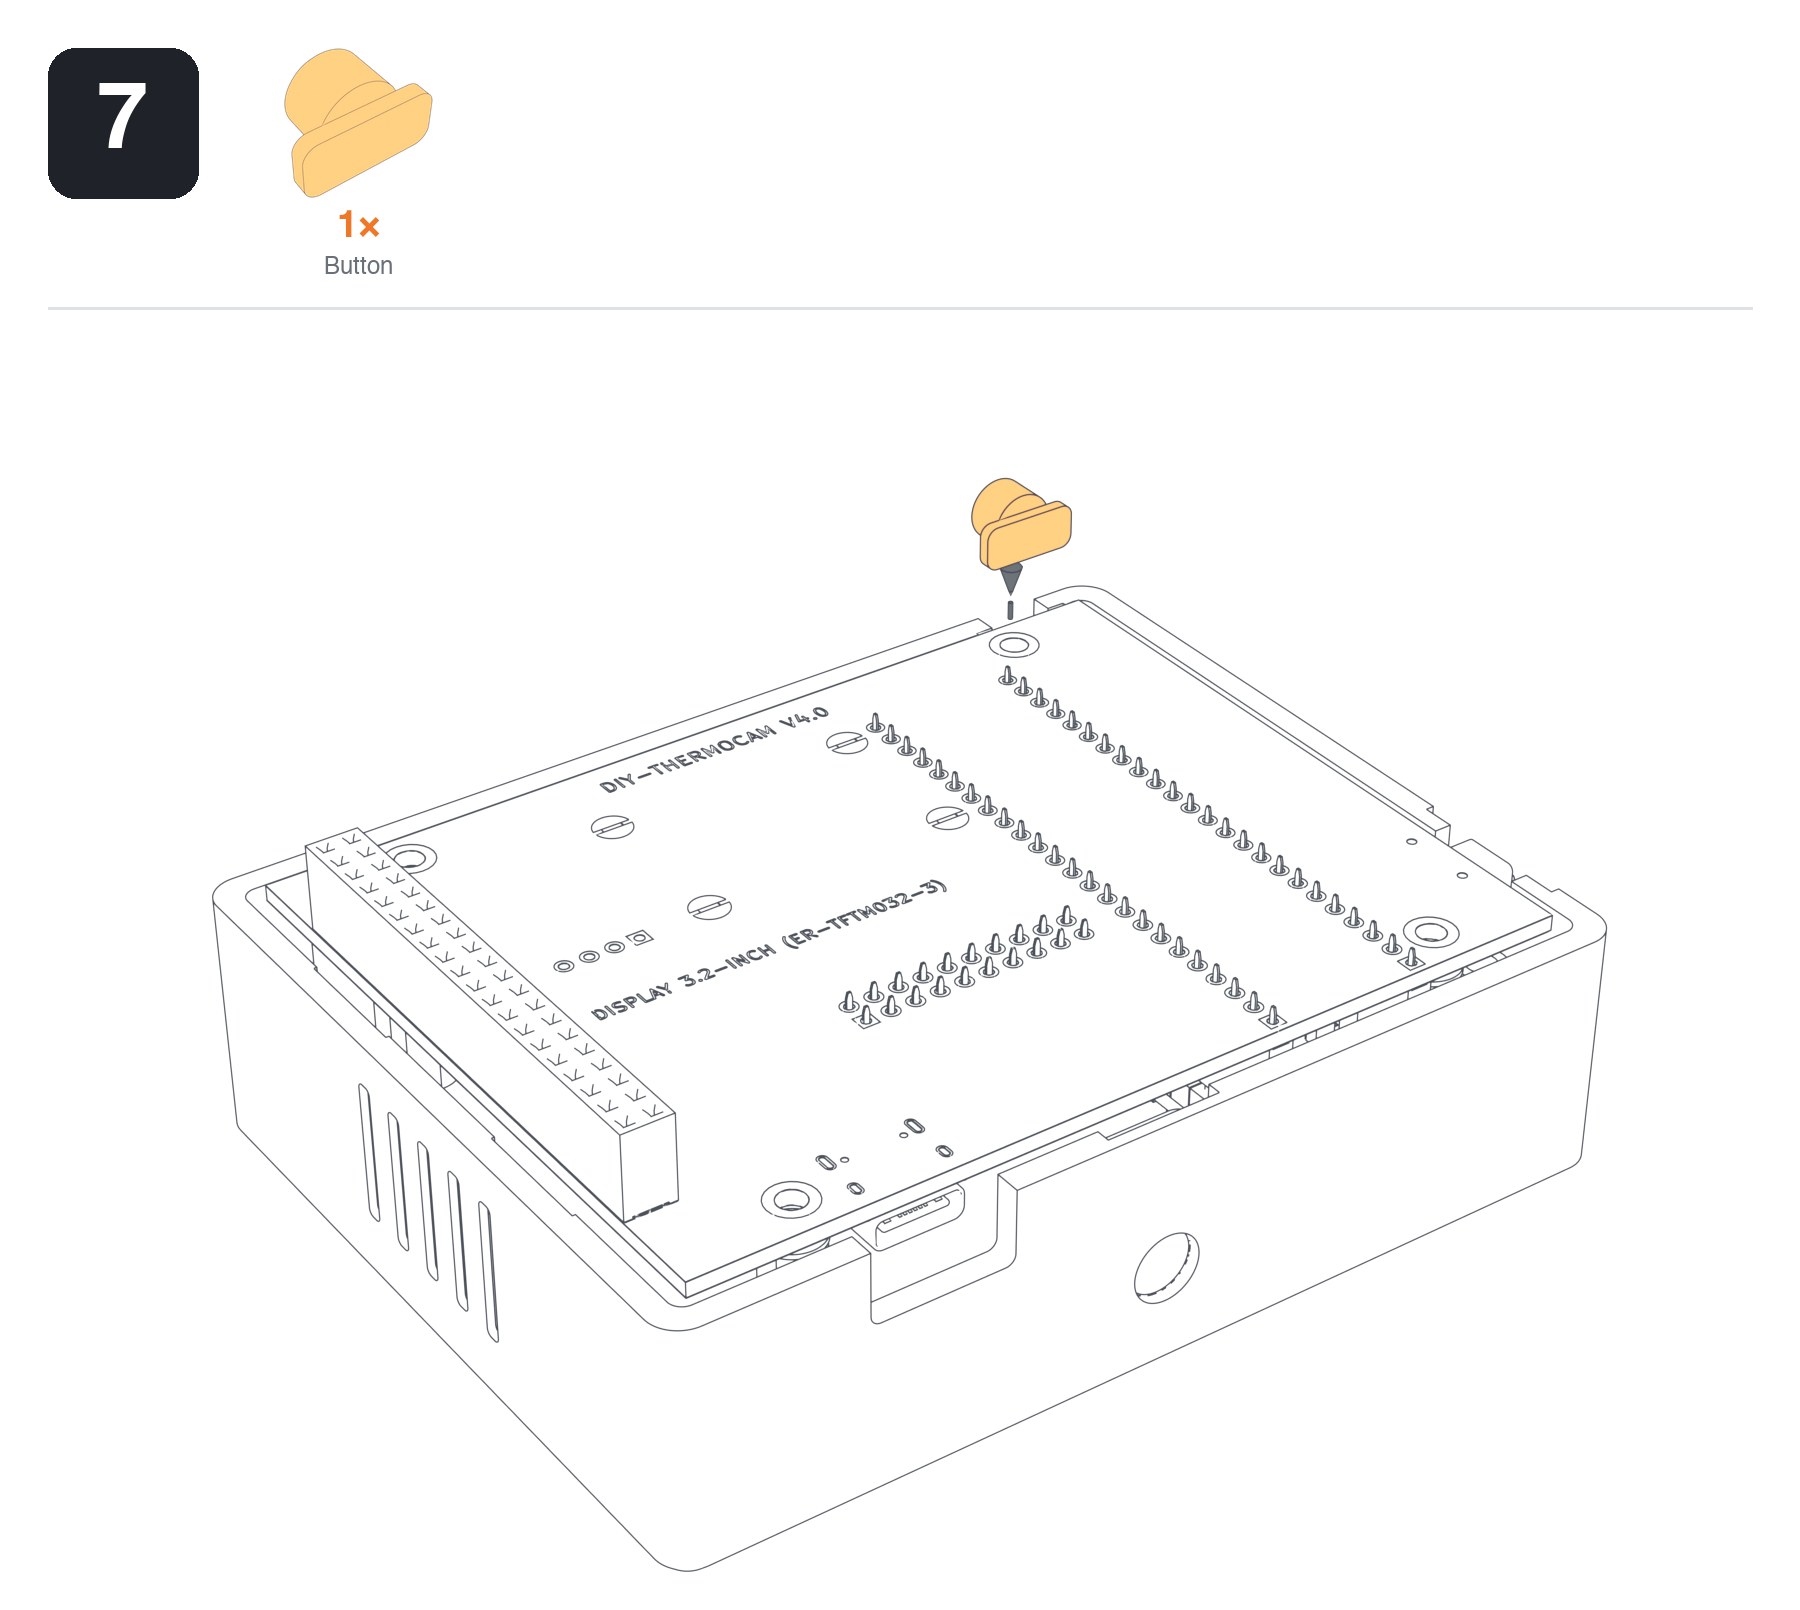 7
1×
Button
DIY-THERMOCAM V4.0
DISPLAY 3.2-INCH (ER-TFTM032-3)